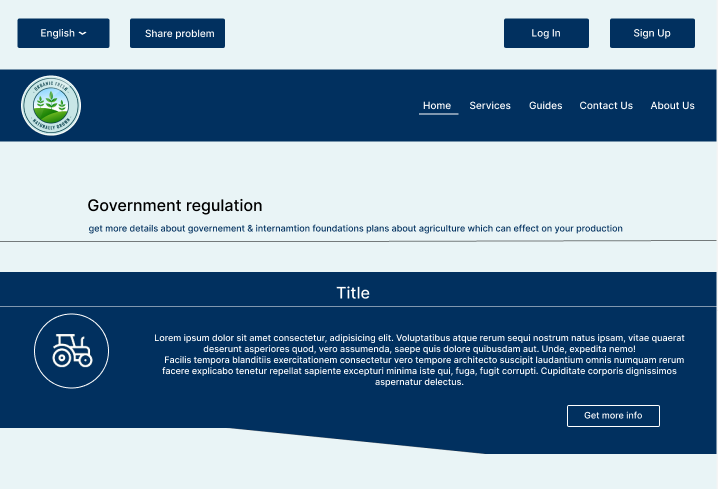 English
Share problem
Log In
Sign Up
ORGANIC FRESH
NATURALLY GROWN
Home
Services
Guides
Contact Us
About Us
Government regulation
get more details about governement & internamtion foundations plans about agriculture which can effect on your production
Title
Lorem ipsum dolor sit amet consectetur, adipisicing elit. Voluptatibus atque rerum sequi nostrum natus ipsam, vitae quaerat
deserunt asperiores quod, vero assumenda, saepe quis dolore quibusdam aut. Unde, expedita nemo!
Facilis tempora blanditiis exercitationem consectetur vero tempore architecto suscipit laudantium omnis numquam rerum
facere explicabo tenetur repellat sapiente excepturi minima iste qui, fuga, fugit corrupti. Cupiditate corporis dignissimos
aspernatur delectus.
Get more info